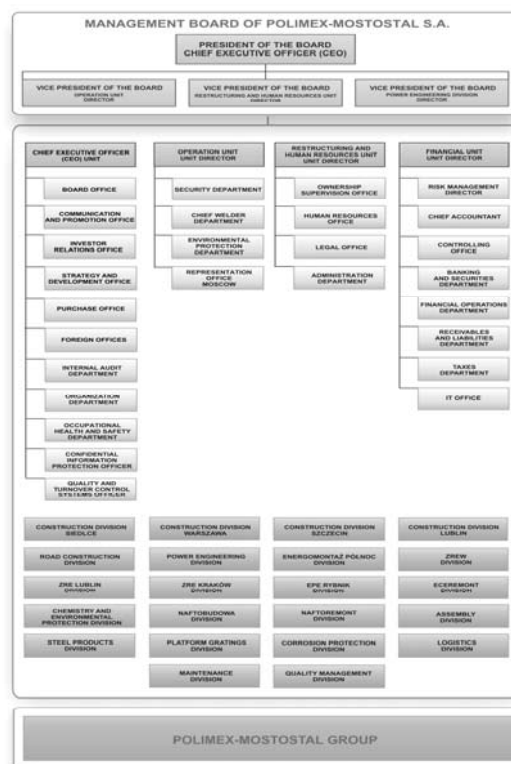 MANAGEMENT BOARD OF POLIMEX-MOSTOSTAL S.A.
PRESIDENT OF THE BOARD
CHIEF EXECUTIVE OFFICER (CEO)
VICE PRESIDENT OF THE BOARD
OPERATION UNIT
DIRECTOR
VICE PRESIDENT OF THE BOARD
RESTRUCTURING AND HUMAN RESOURCES UNIT
DIRECTOR
VICE PRESIDENT OF THE BOARD
POWER ENGINEERING DIVISION
DIRECTOR
CHIEF EXECUTIVE OFFICER
(CEO) UNIT
BOARD OFFICE
COMMUNICATION
AND PROMOTION OFFICE
INVESTOR
RELATIONS OFFICE
STRATEGY AND
DEVELOPMENT OFFICE
PURCHASE OFFICE
FOREIGN OFFICES
INTERNAL AUDIT
DEPARTMENT
ORGANIZATION
DEPARTMENT
OCCUPATIONAL
HEALTH AND SAFETY
DEPARTMENT
CONFIDENTIAL
INFORMATION
PROTECTION OFFICER
QUALITY AND
TURNOVER CONTROL
SYSTEMS OFFICER
OPERATION UNIT
UNIT DIRECTOR
SECURITY DEPARTMENT
CHIEF WELDER
DEPARTMENT
ENVIRONMENTAL
PROTECTION
DEPARTMENT
REPRESENTATION
OFFICE
MOSCOW
RESTRUCTURING AND
HUMAN RESOURCES UNIT
UNIT DIRECTOR
OWNERSHIP
SUPERVISION OFFICE
HUMAN RESOURCES
OFFICE
LEGAL OFFICE
ADMINISTRATION
DEPARTMENT
FINANCIAL UNIT
UNIT DIRECTOR
RISK MANAGEMENT
DIRECTOR
CHIEF ACCOUNTANT
CONTROLLING
OFFICE
BANKING
AND SECURITIES
DEPARTMENT
FINANCIAL OPERATIONS
DEPARTMENT
RECEIVABLES
AND LIABILITIES
DEPARTMENT
TAXES
DEPARTMENT
IT OFFICE
CONSTRUCTION DIVISION
SIEDLCE
CONSTRUCTION DIVISION
WARSZAWA
CONSTRUCTION DIVISION
SZCZECIN
CONSTRUCTION DIVISION
LUBLIN
ROAD CONSTRUCTION
DIVISION
POWER ENGINEERING
DIVISION
ENERGOMONTAŻ PÓŁNOC
DIVISION
ZREW
DIVISION
ZRE LUBLIN
DIVISION
ZRE KRAKÓW
DIVISION
EPE RYBNIK
DIVISION
ECEREMONT
DIVISION
CHEMISTRY AND
ENVIRONMENTAL
PROTECTION DIVISION
NAFTOBUDOWA
DIVISION
NAFTOREMONT
DIVISION
ASSEMBLY
DIVISION
STEEL PRODUCTS
DIVISION
PLATFORM GRATINGS
DIVISION
CORROSION PROTECTION
DIVISION
LOGISTICS
DIVISION
MAINTENANCE
DIVISION
QUALITY MANAGEMENT
DIVISION
POLIMEX-MOSTOSTAL GROUP